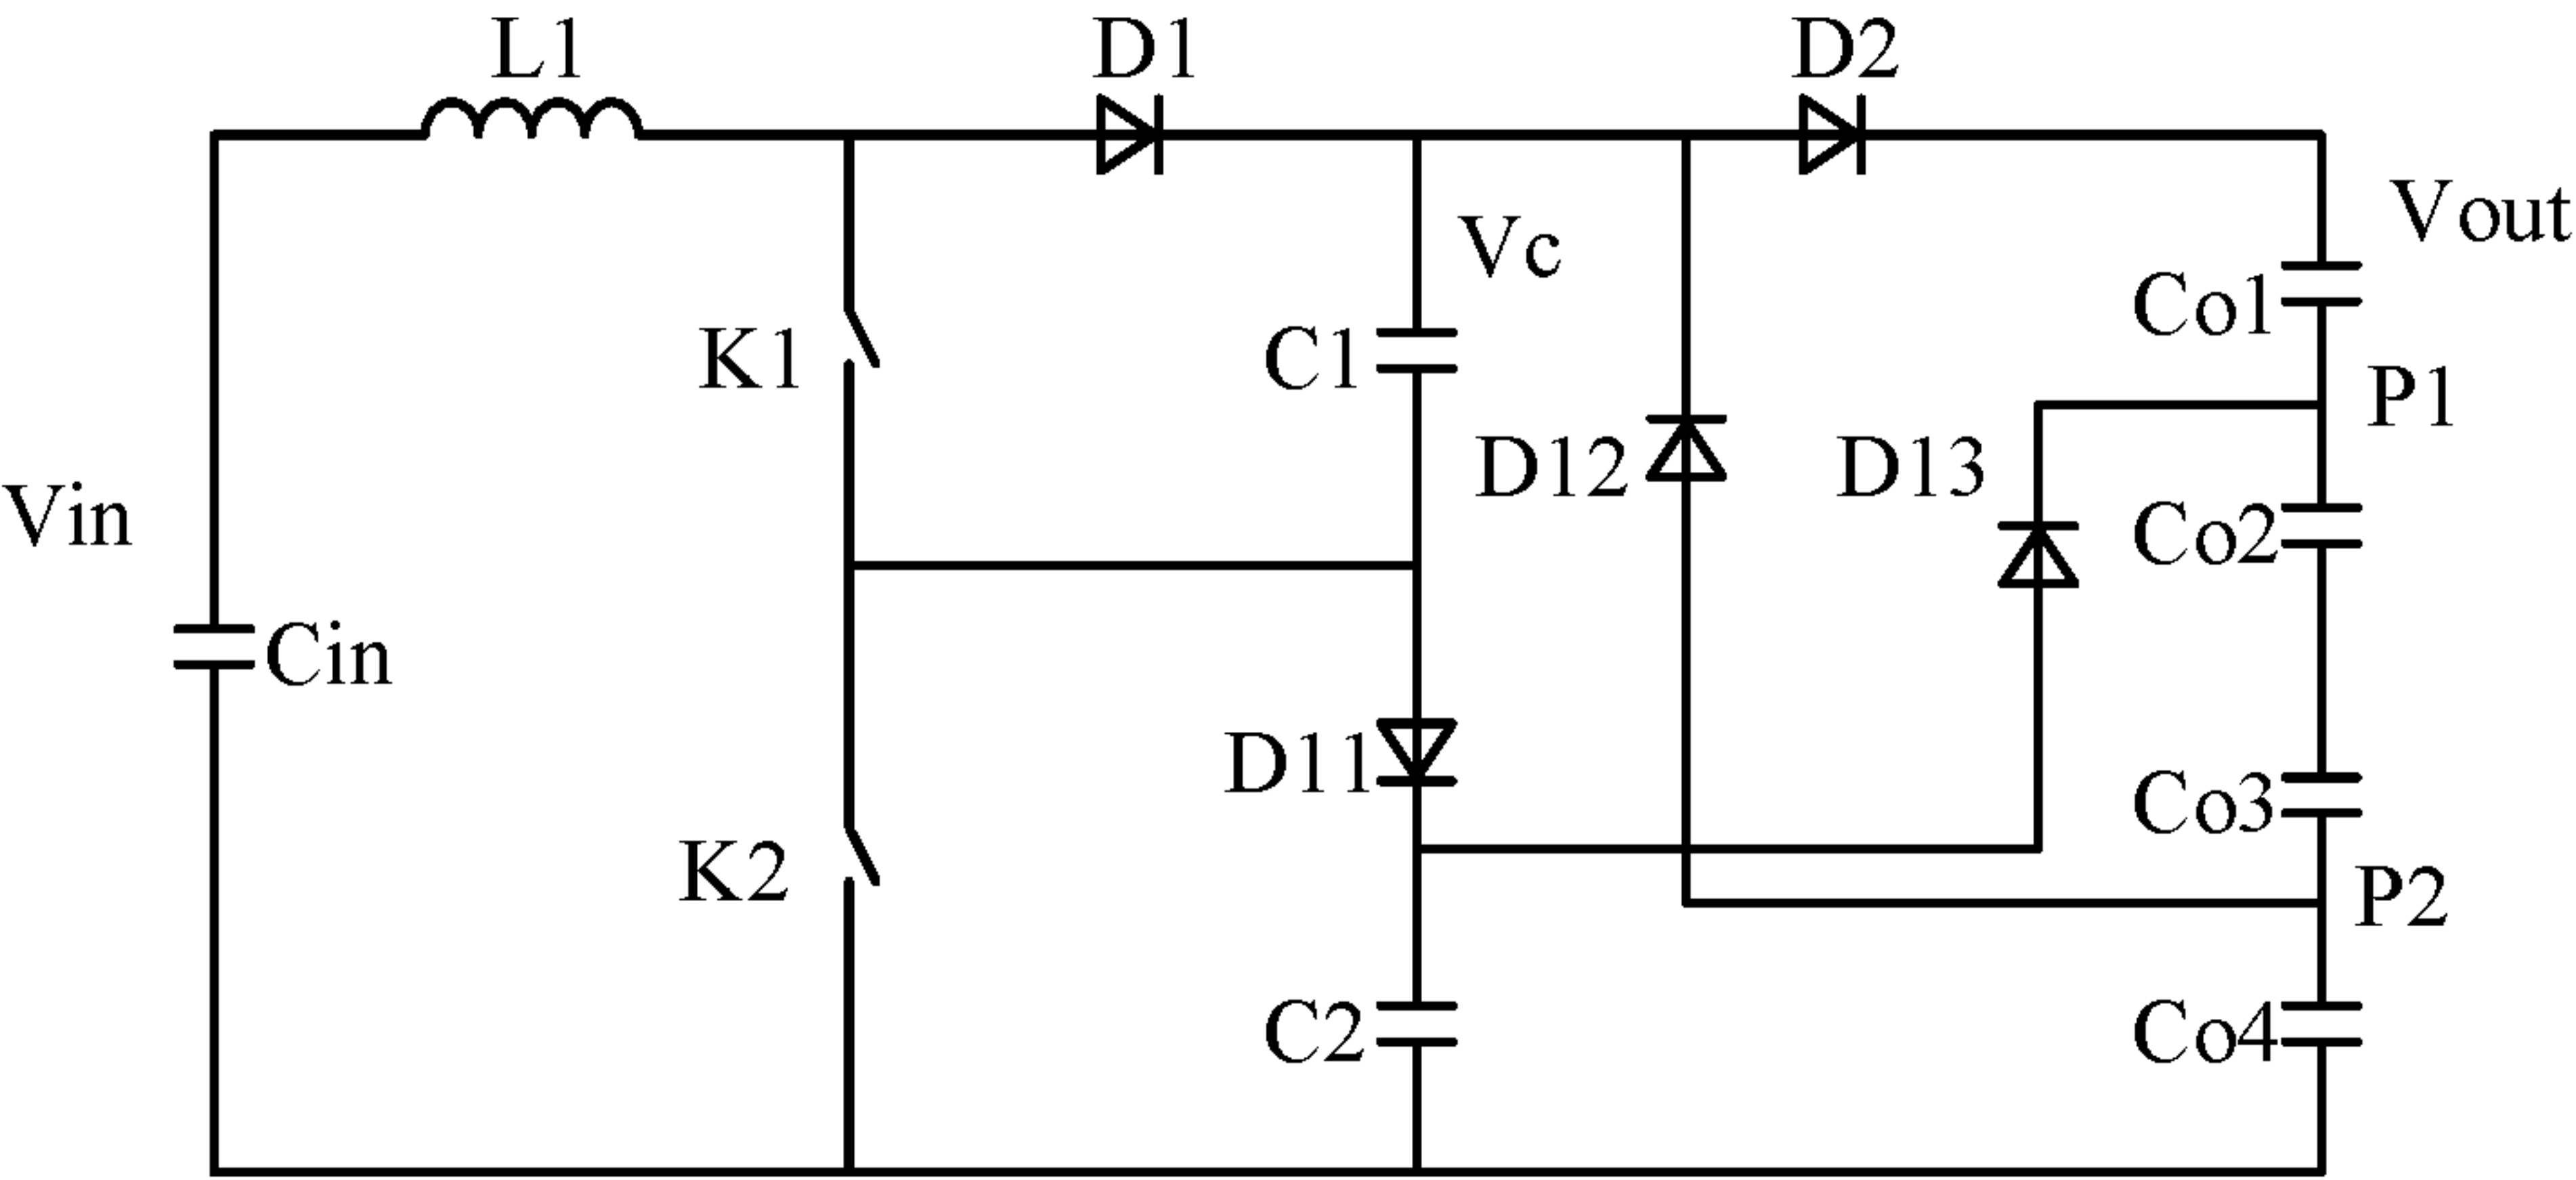 L1
D1
D2
Vout
Vc
Co1
K1
C1
P1
D12
D13
Vin
Co2
Cin
D11
Co3
K2
P2
C2
Co4